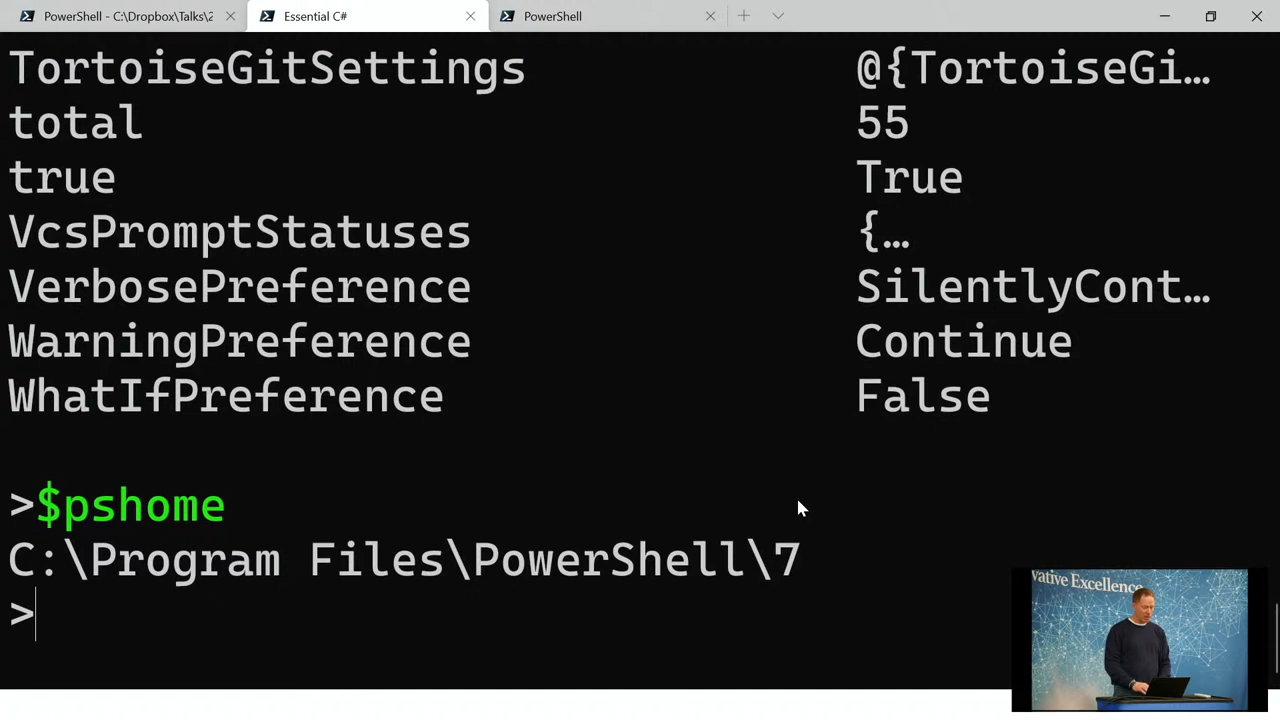 PowerShell - C:\Dropbox\Talks\2
Essential C#
PowerShell
TortoiseGitSettings @{TortoiseGi…
total 55
true True
VcsPromptStatuses {…
VerbosePreference SilentlyCont…
WarningPreference Continue
WhatIfPreference False
>$pshome
C:\Program Files\PowerShell\7
>
vative Excellence